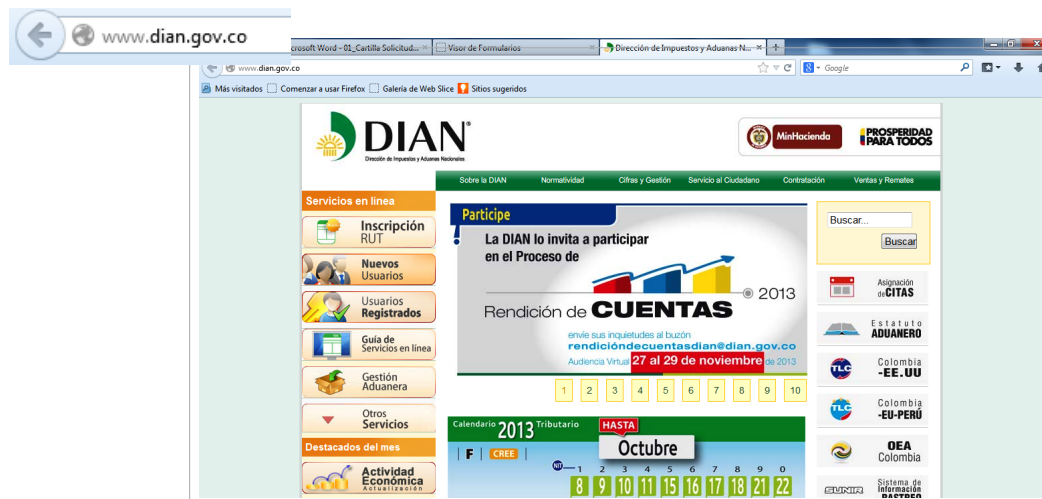 www.dian.gov.co
crosoft Word - 01_Cartilla Solicitud...
Visor de Formularios
Dirección de Impuestos y Aduanas N...
www.dian.gov.co
Google
Más visitados
Comenzar a usar Firefox
Galería de Web Slice
Sitios sugeridos
DIAN
Dirección de Impuestos y Aduanas Nacionales
MinHacienda
PROSPERIDAD
PARA TODOS
Sobre la DIAN
Normatividad
Cifras y Gestión
Servicio al Ciudadano
Contratación
Ventas y Remates
Servicios en línea
Inscripción
RUT
Nuevos
Usuarios
Usuarios
Registrados
Guía de
Servicios en línea
Gestión
Aduanera
Otros
Servicios
Destacados del mes
Actividad
Económica
Actualización
Participe
La DIAN lo invita a participar
en el Proceso de
2013
Rendición de CUENTAS
envíe sus inquietudes al buzón
rendicióndecuentasdian@dian.gov.co
Audiencia Virtual 27 al 29 de noviembre de 2013
1 2 3 4 5 6 7 8 9 10
Calendario 2013 Tributario
HASTA
Octubre
F CREE
NIT 1 2 3 4 5 6 7 8 9 0
8 9 10 11 15 16 17 18 21 22
Buscar...
Buscar
Asignación
de CITAS
Estatuto
ADUANERO
TLC
Colombia
-EE.UU
TLC
Colombia
-EU-PERÚ
OEA
Colombia
SUNIR
Sistema de
Información
RASTREO